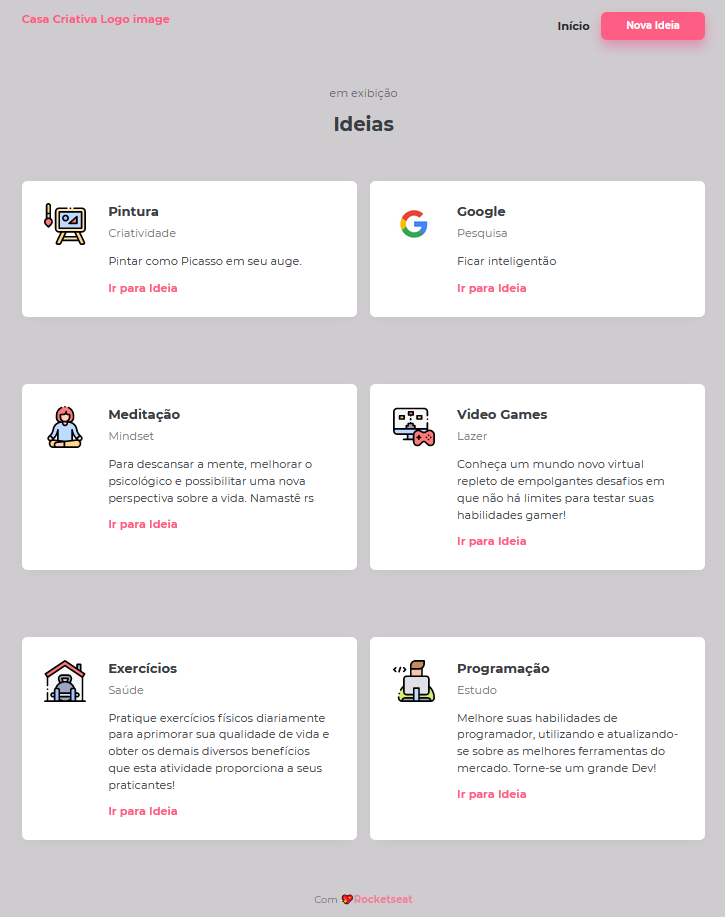 Casa Criativa Logo image
Início
Nova Ideia
em exibição
Ideias
Pintura
Criatividade
Pintar como Picasso em seu auge.
Ir para Ideia
Google
Pesquisa
Ficar inteligentão
Ir para Ideia
Meditação
Mindset
Para descansar a mente, melhorar o
psicológico e possibilitar uma nova
perspectiva sobre a vida. Namastê rs
Ir para Ideia
Video Games
Lazer
Conheça um mundo novo virtual
repleto de empolgantes desafios em
que não há limites para testar suas
habilidades gamer!
Ir para Ideia
Exercícios
Saúde
Pratique exercícios físicos diariamente
para aprimorar sua qualidade de vida e
obter os demais diversos benefícios
que esta atividade proporciona a seus
praticantes!
Ir para Ideia
Programação
Estudo
Melhore suas habilidades de
programador, utilizando e atualizando-
se sobre as melhores ferramentas do
mercado. Torne-se um grande Dev!
Ir para Ideia
Com Rocketseat